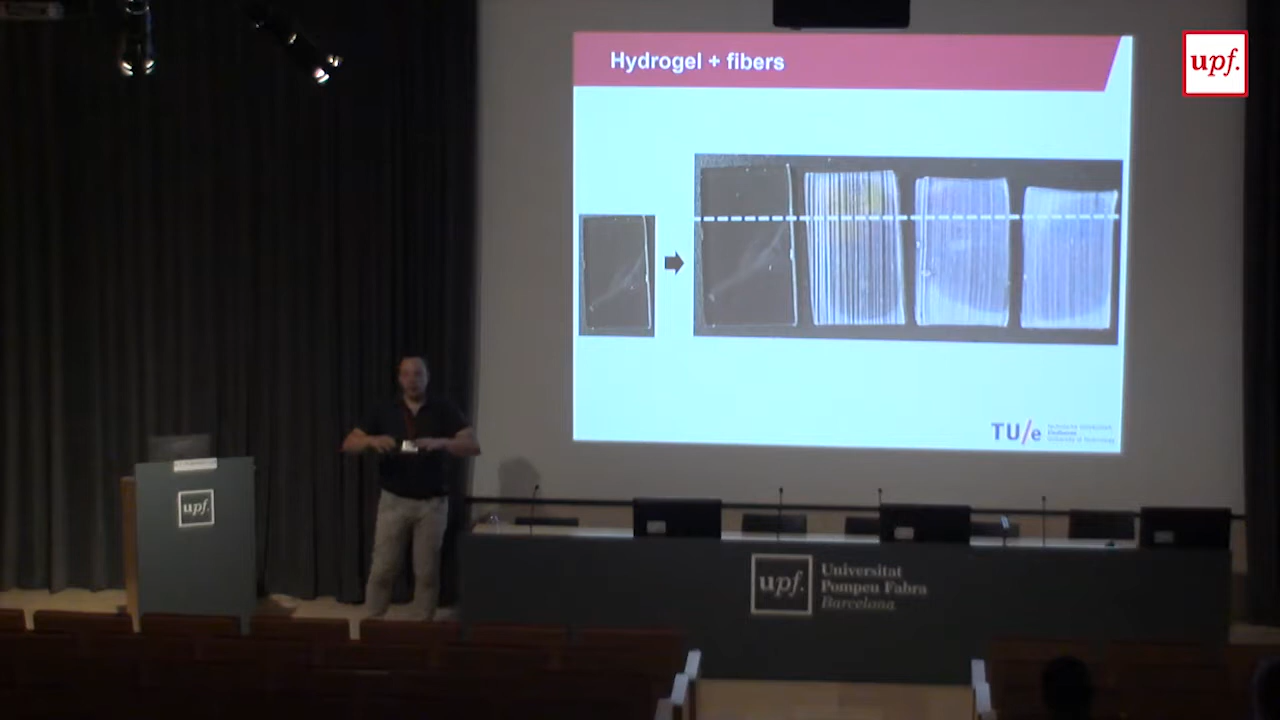 Hydrogel + fibers
upf.
TU/e
upf.
upf.
Universitat
Pompeu Fabra
Barcelona